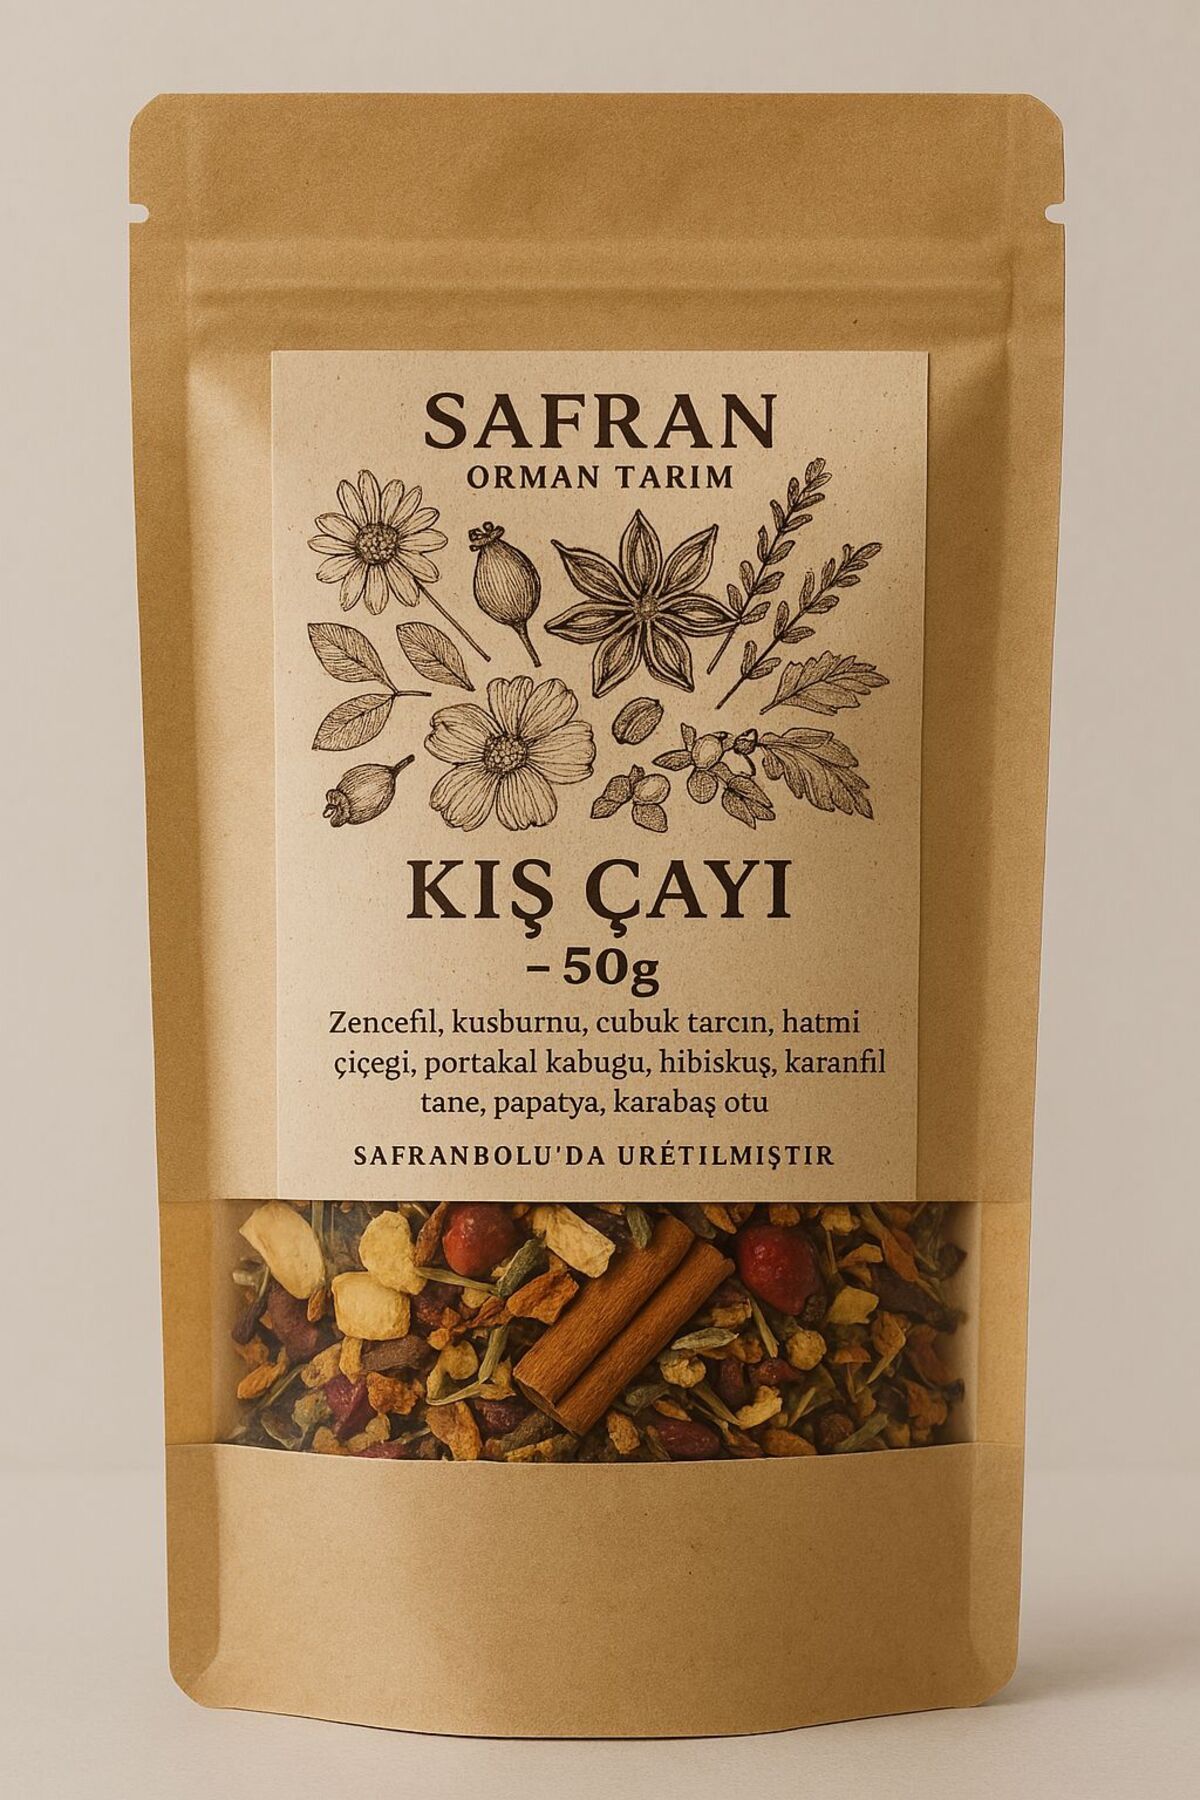 SAFRAN
ORMAN TARIM
KIŞ ÇAYI
– 50g
Zencefil, kusburnu, cubuk tarcın, hatmi
çiçegi, portakal kabugu, hibiskuş, karanfil
tane, papatya, karabaş otu
SAFRANBOLU'DA URÉTILMIŞTIR